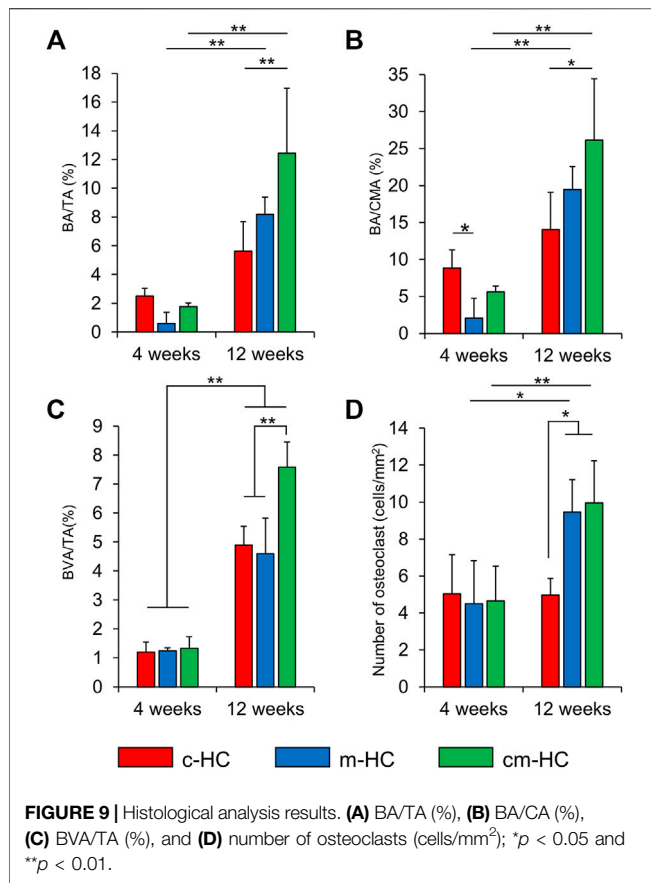 A
**
**
**
BA/TA (%)
18
16
14
12
10
8
6
4
2
0
4 weeks
12 weeks
B
**
**
*
*
BA/CMA (%)
35
30
25
20
15
10
5
0
4 weeks
12 weeks
C
**
**
BVA/TA(%)
9
8
7
6
5
4
3
2
1
0
4 weeks
12 weeks
D
**
*
*
Number of osteoclast (cells/mm²)
14
12
10
8
6
4
2
0
4 weeks
12 weeks
c-HC
m-HC
cm-HC
FIGURE 9 | Histological analysis results. (A) BA/TA (%), (B) BA/CA (%),
(C) BVA/TA (%), and (D) number of osteoclasts (cells/mm²); *p < 0.05 and
**p < 0.01.